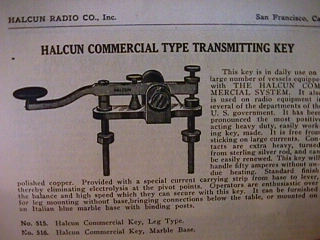 HALCUN RADIO CO., Inc. San Francisco, Ca
HALCUN COMMERCIAL TYPE TRANSMITTING KEY
This key is in daily use on
large number of vessels equippe
with THE HALCUN COM
MERCIAL SYSTEM. It also
is used on radio equipment i
several of the departments of the
U. S. government. It has been
pronounced the most positive
acting heavy duty, easily work-
ing key, made. It is free from
sticking on large currents. Con-
tacts are extra heavy, turned
from sterling silver rod, and can
be easily renewed. This key will
handle fifty amperes without un-
due heating. Standard finish
polished copper. Provided with a special current carrying strip from base to lever,
thereby eliminating electrolysis at the pivot points. Operators are enthusiastic over
the balance and high speed which they can secure with this key. It can be furnished
for leg mounting without base, bringing connections below the table, or mounted on
an Italian blue marble base with binding posts.
No. 515. Halcun Commercial Key, Leg Type.
No. 516. Halcun Commercial Key, Marble Base.